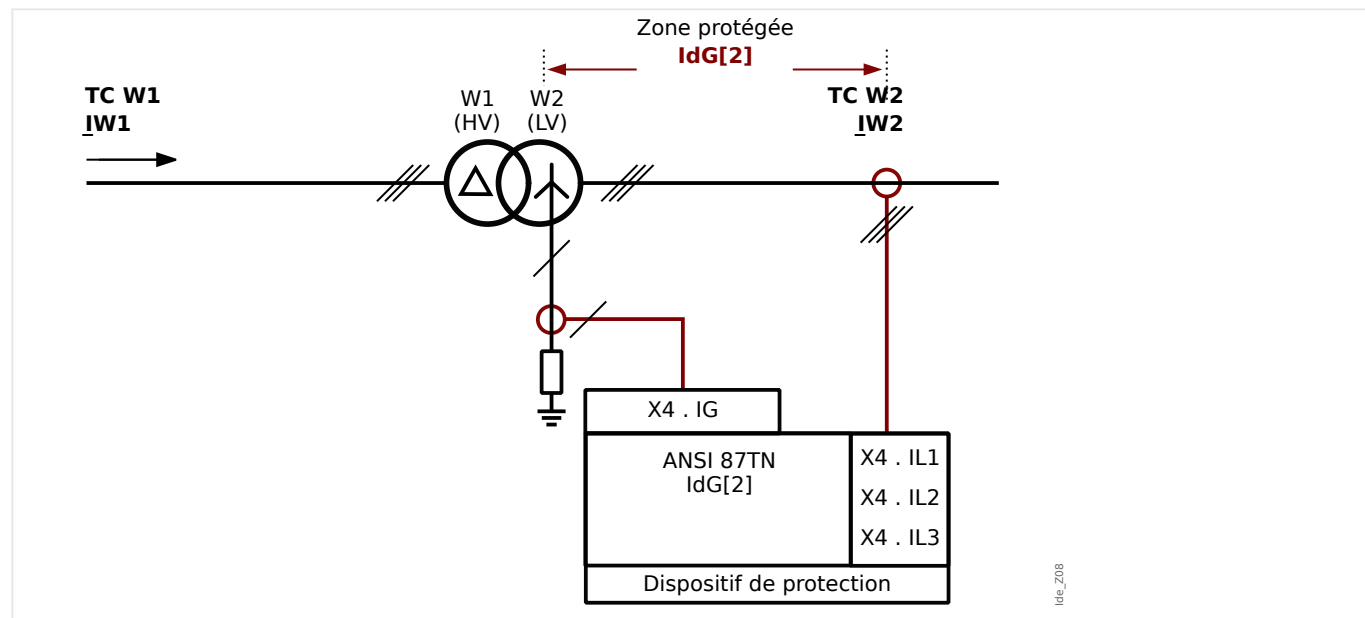 Zone protégée
IdG[2]
TC W1
IW1
W1
(HV)
W2
(LV)
TC W2
IW2
X4 . IG
ANSI 87TN
IdG[2]
X4 . IL1
X4 . IL2
X4 . IL3
Dispositif de protection
Ide_Z08